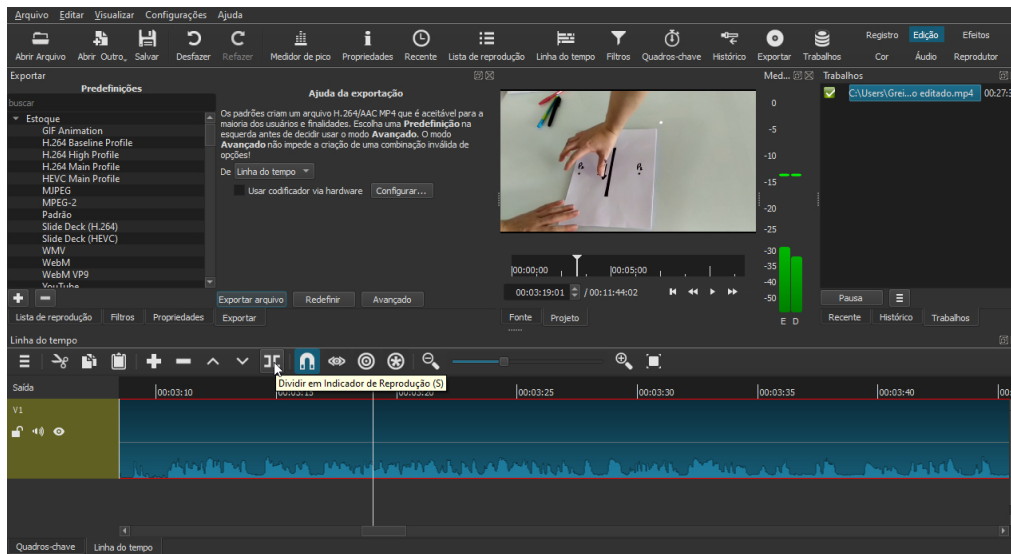 Arquivo Editar Visualizar Configurações Ajuda
Abrir Arquivo Abrir Outro... Salvar Desfazer Refazer Medidor de pico Propriedades Recente Lista de reprodução Linha do tempo Filtros Quadros-chave Histórico Exportar Trabalhos
Registro Edição Efeitos
Cor Áudio Reprodutor
Exportar
Predefinições
buscar
Estoque
GIF Animation
H.264 Baseline Profile
H.264 High Profile
H.264 Main Profile
HEVC Main Profile
MJPEG
MPEG-2
Padrão
Slide Deck (H.264)
Slide Deck (HEVC)
WMV
WebM
WebM VP9
YouTube
Ajuda da exportação
Os padrões criam um arquivo H.264/AAC MP4 que é aceitável para a
maioria dos usuários e finalidades. Escolha uma Predefinição na
esquerda antes de decidir usar o modo Avançado. O modo
Avançado não impede a criação de uma combinação inválida de
opções!
De Linha do tempo
Usar codificador via hardware Configurar...
Exportar arquivo Redefinir Avançado
Lista de reprodução Filtros Propriedades Exportar
00:00:00 00:05:00
00:03:19:01 / 00:11:44:02
Fonte Projeto
Med...
0
-5
-10
-15
-20
-25
-30
-35
-40
-50
E D
Trabalhos
C:\Users\Grei...o editado.mp4 00:27:3
Pausa
Recente Histórico Trabalhos
Linha do tempo
Dividir em Indicador de Reprodução (S)
Saída
00:03:10 00:03:15 00:03:20 00:03:25 00:03:30 00:03:35 00:03:40 00:
V1
Quadros-chave Linha do tempo